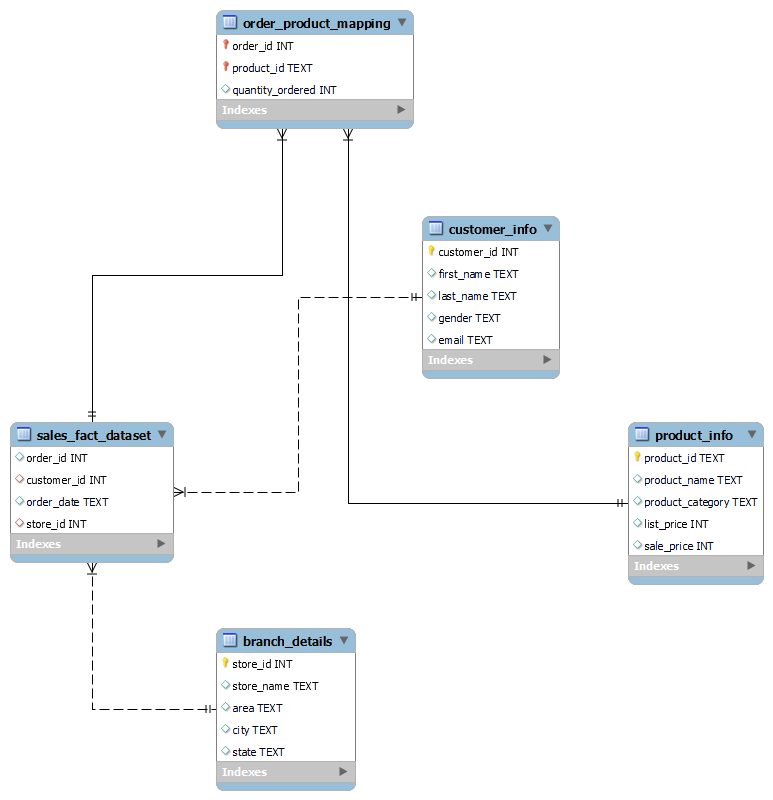 order_product_mapping
order_id INT
product_id TEXT
quantity_ordered INT
Indexes
customer_info
customer_id INT
first_name TEXT
last_name TEXT
gender TEXT
email TEXT
Indexes
sales_fact_dataset
order_id INT
customer_id INT
order_date TEXT
store_id INT
Indexes
product_info
product_id TEXT
product_name TEXT
product_category TEXT
list_price INT
sale_price INT
Indexes
branch_details
store_id INT
store_name TEXT
area TEXT
city TEXT
state TEXT
Indexes